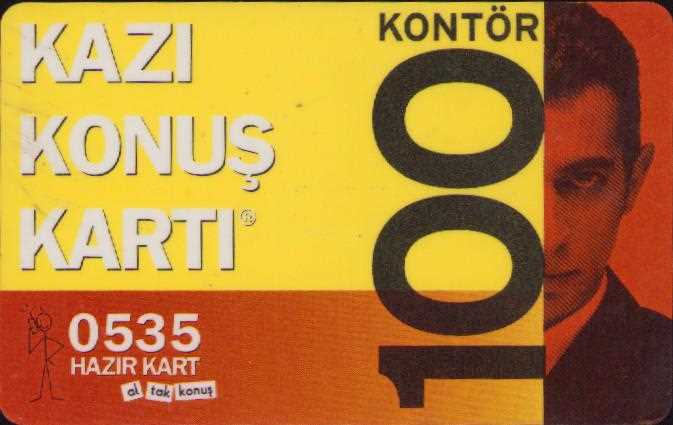 KAZI
KONUŞ
KARTI®
KONTÖR
100
0535
HAZIR KART
al tak konuş